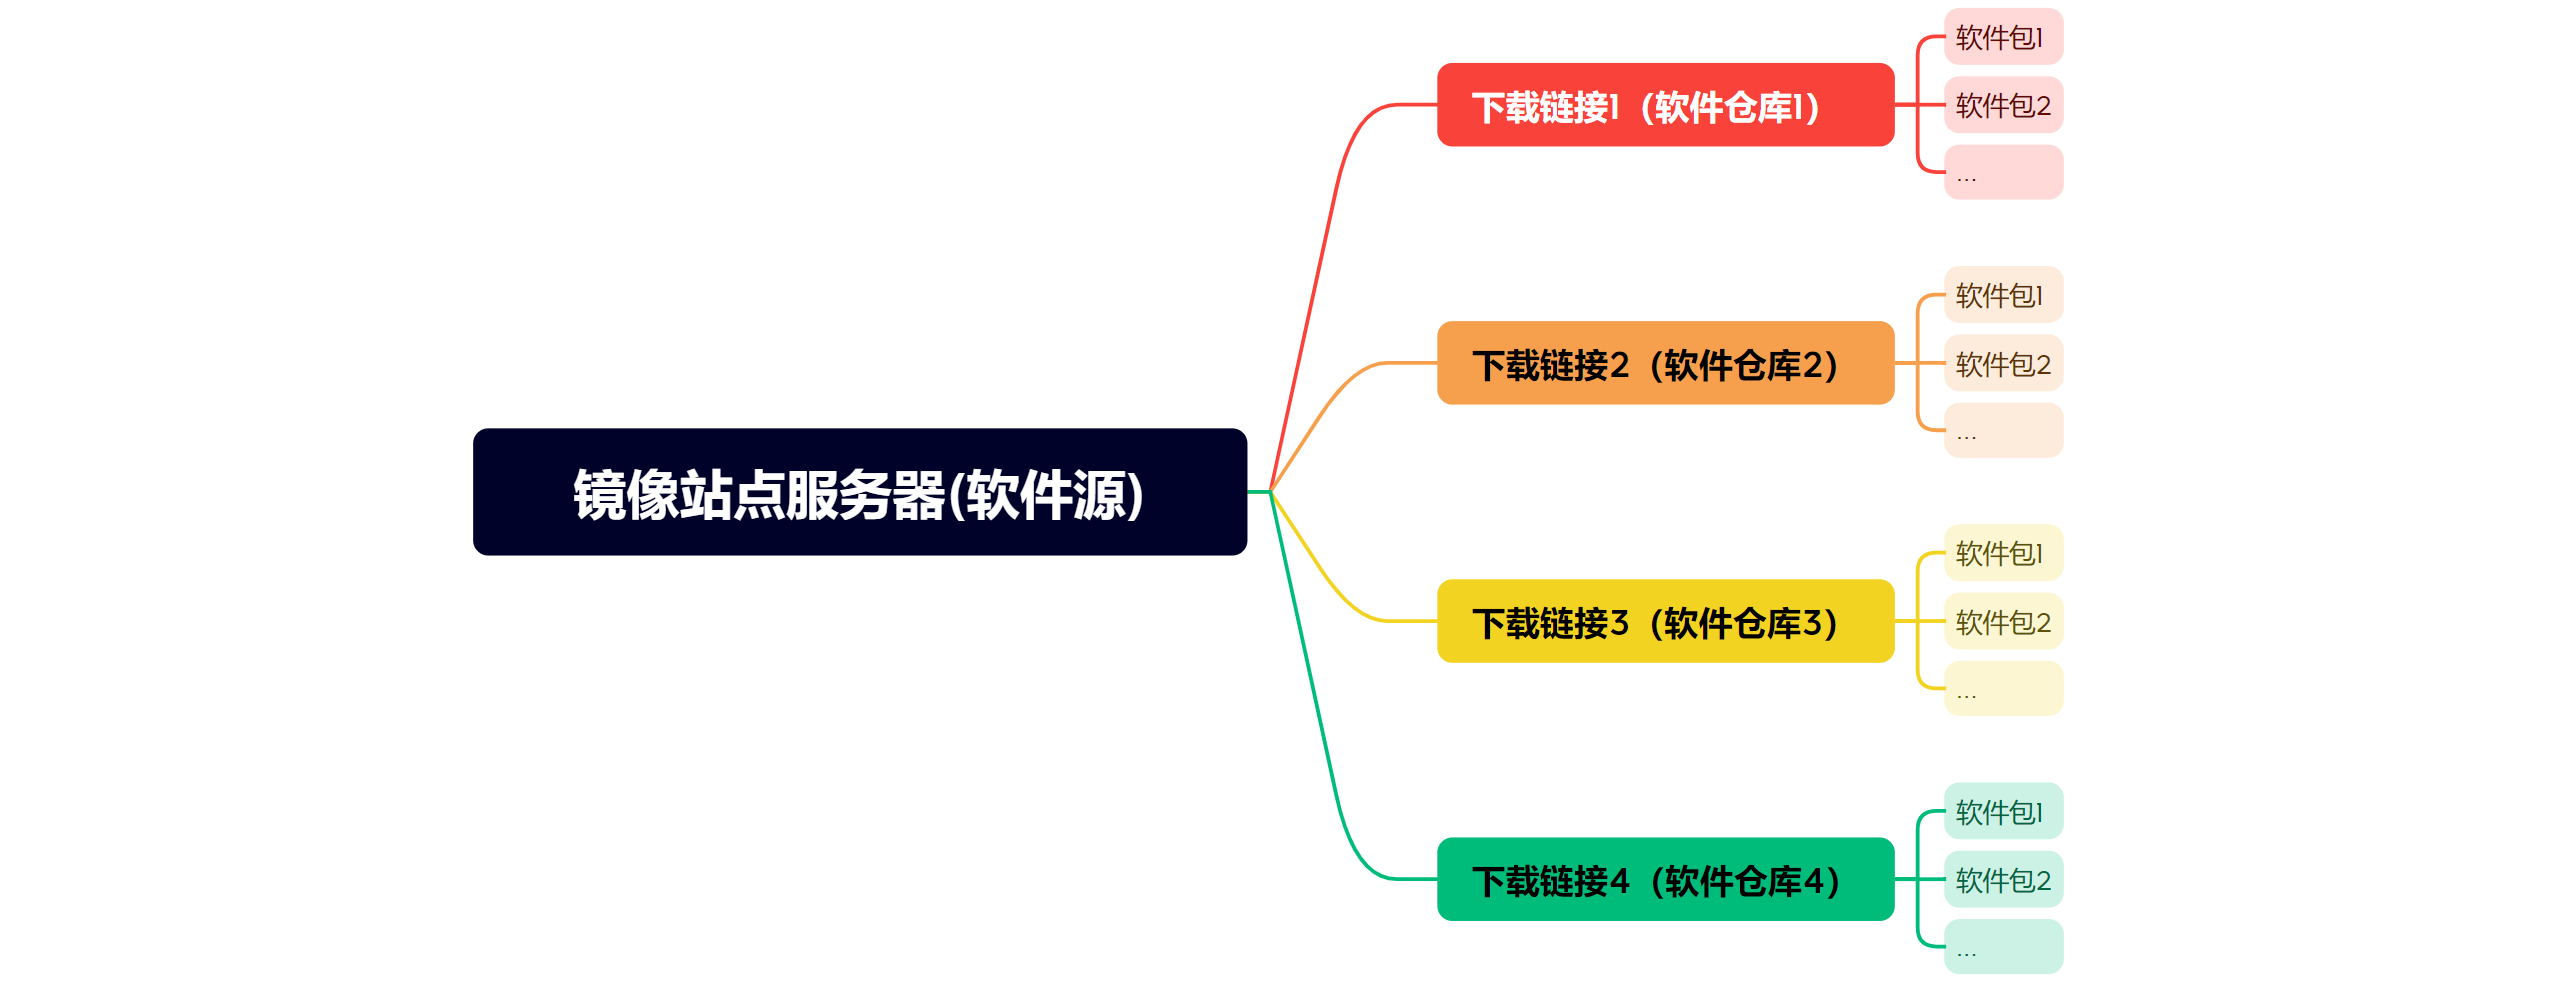 镜像站点服务器(软件源)
下载链接1（软件仓库1）
软件包1
软件包2
...
下载链接2（软件仓库2）
软件包1
软件包2
...
下载链接3（软件仓库3）
软件包1
软件包2
...
下载链接4（软件仓库4）
软件包1
软件包2
...